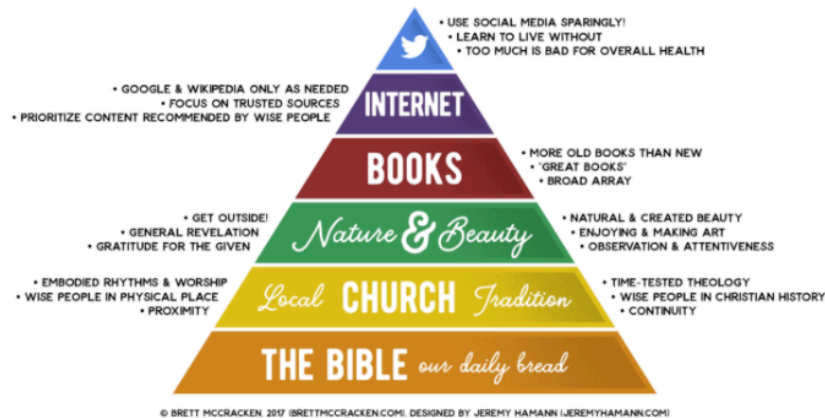 • USE SOCIAL MEDIA SPARINGLY!
• LEARN TO LIVE WITHOUT
• TOO MUCH IS BAD FOR OVERALL HEALTH
• GOOGLE & WIKIPEDIA ONLY AS NEEDED
• FOCUS ON TRUSTED SOURCES
• PRIORITIZE CONTENT RECOMMENDED BY WISE PEOPLE
INTERNET
BOOKS
• MORE OLD BOOKS THAN NEW
• "GREAT BOOKS"
• BROAD ARRAY
• GET OUTSIDE!
• GENERAL REVELATION
• GRATITUDE FOR THE GIVEN
Nature & Beauty
• NATURAL & CREATED BEAUTY
• ENJOYING & MAKING ART
• OBSERVATION & ATTENTIVENESS
• EMBODIED RHYTHMS & WORSHIP
• WISE PEOPLE IN PHYSICAL PLACE
• PROXIMITY
Local CHURCH Tradition
• TIME-TESTED THEOLOGY
• WISE PEOPLE IN CHRISTIAN HISTORY
• CONTINUITY
THE BIBLE our daily bread
© BRETT MCCRACKEN, 2017 (BRETTMCCRACKEN.COM). DESIGNED BY JEREMY HAMANN (JEREMYHAMANN.COM)